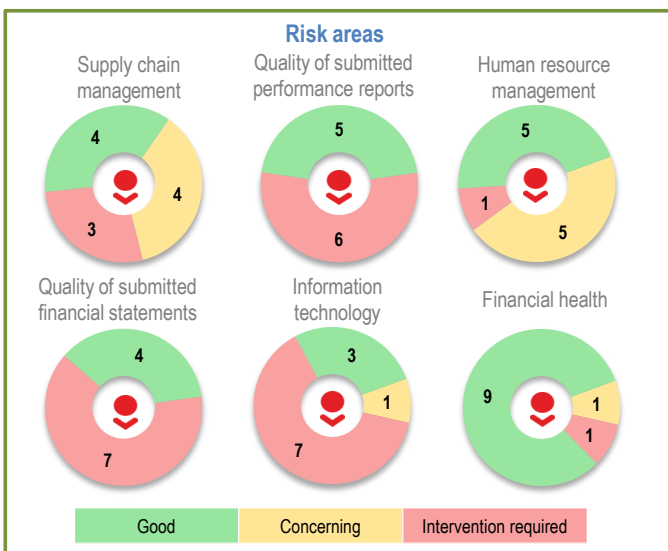 Risk areas
Supply chain
management
4
4
3
Quality of submitted
performance reports
5
6
Human resource
management
5
1
5
Quality of submitted
financial statements
4
7
Information
technology
3
1
7
Financial health
9
1
1
Good
Concerning
Intervention required